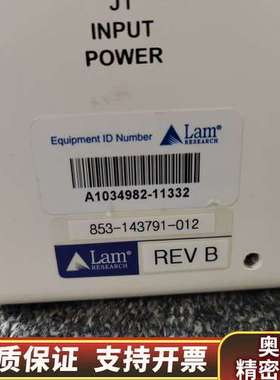 J1
INPUT
POWER
Equipment ID Number Lam
RESEARCH
A1034982-11332
853-143791-012
Lam
RESEARCH
REV B
质保证 支持开票
奥
精密